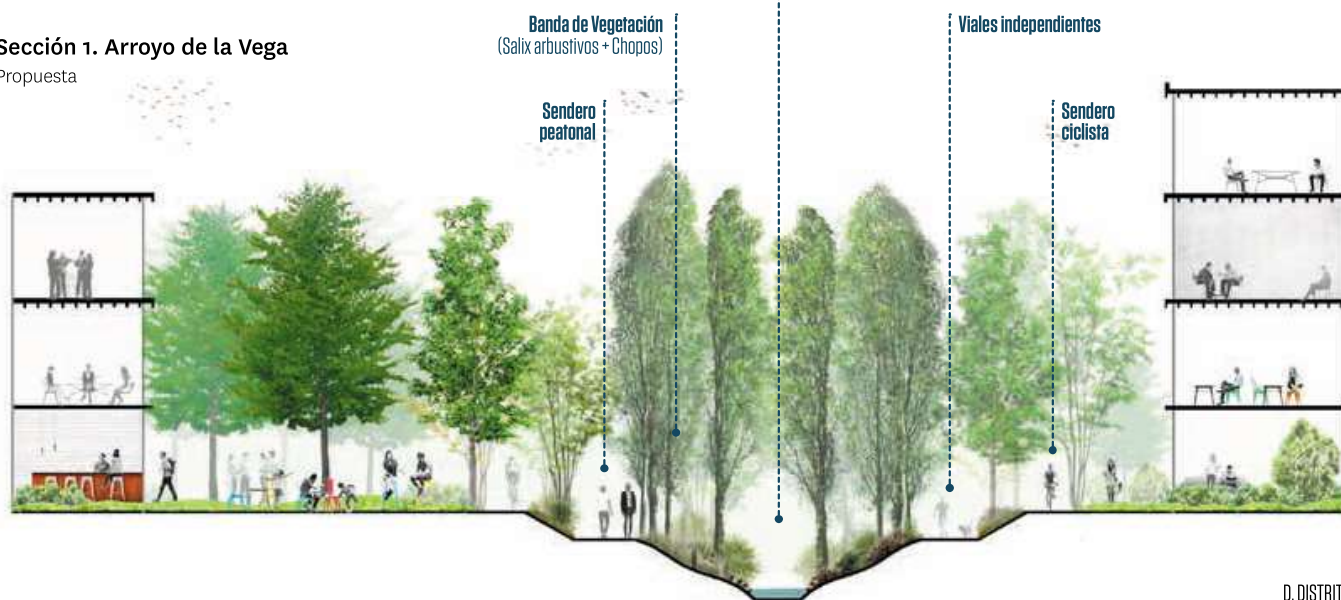 Sección 1. Arroyo de la Vega
Propuesta
Banda de Vegetación
(Salix arbustivos + Chopos)
Sendero
peatonal
Viales independientes
Sendero
ciclista
D. DISTRIT